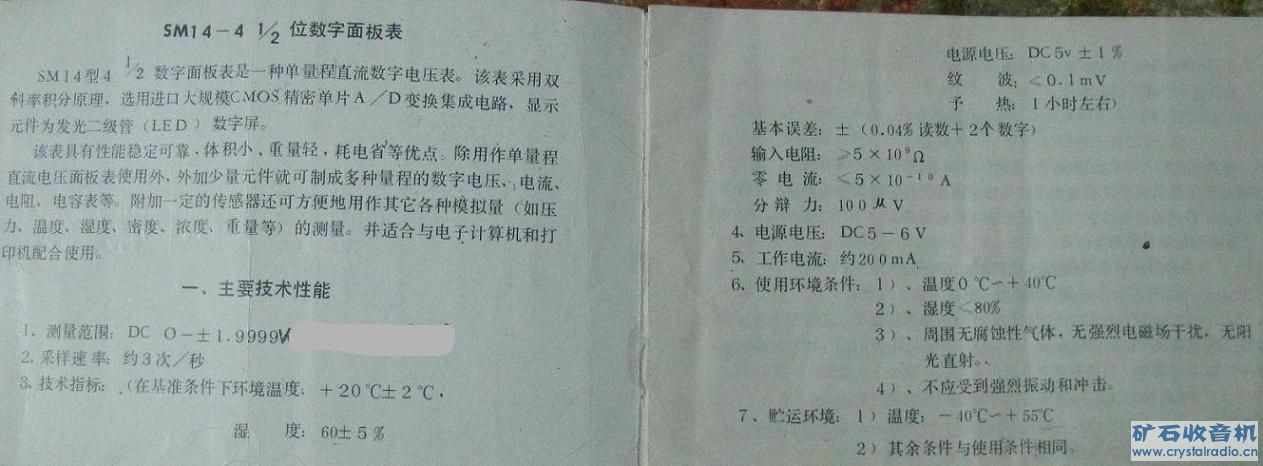 SM14-4 1/2 位数字面板表
SM14型4 1/2 数字面板表是一种单量程直流数字电压表。该表采用双
斜率积分原理，选用进口大规模CMOS精密单片A／D变换集成电路，显示
元件为发光二级管（LED）数字屏。
该表具有性能稳定可靠，体积小、重量轻，耗电省等优点。除用作单量程
直流电压面板表使用外，外加少量元件就可制成多种量程的数字电压、电流、
电阻、电容表等。附加一定的传感器还可方便地用作其它各种模拟量（如压
力、温度、湿度、密度、浓度、重量等）的测量。并适合与电子计算机和打
印机配合使用。
一、主要技术性能
1. 测量范围：DC O－±1.9999V
2. 采样速率：约3次／秒
3. 技术指标：（在基准条件下环境温度：＋20℃±2℃，
湿 度：60±5％
电源电压：DC5v±1％
纹 波：＜0.1mV
予 热：1小时左右）
基本误差：±（0.04％读数＋2个数字）
输入电阻：≥5×10⁹Ω
零 电 流：≤5×10⁻¹⁰A
分 辩 力：100μV
4、电源电压：DC5－6V
5、工作电流：约200mA
6、使用环境条件：1）、温度0℃～＋40℃
2）、湿度＜80％
3）、周围无腐蚀性气体，无强烈电磁场干扰，无阳
光直射。
4）、不应受到强烈振动和冲击。
7、贮运环境：1）温度：－40℃～＋55℃
2）其余条件与使用条件相同。
矿石收音机
www.crystalradio.cn